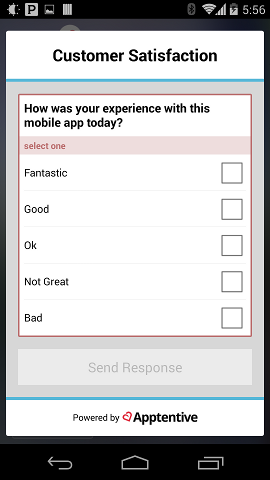 P
5:56
Customer Satisfaction
How was your experience with this
mobile app today?
select one
Fantastic
Good
Ok
Not Great
Bad
Send Response
Powered by Apptentive